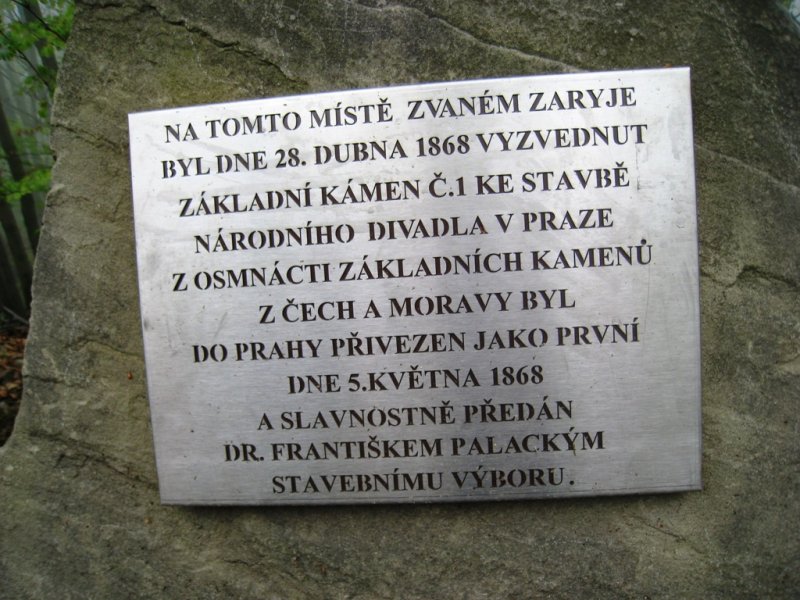 NA TOMTO MÍSTĚ ZVANÉM ZARYJE
BYL DNE 28. DUBNA 1868 VYZVEDNUT
ZÁKLADNÍ KÁMEN Č.1 KE STAVBĚ
NÁRODNÍHO DIVADLA V PRAZE
Z OSMNÁCTI ZÁKLADNÍCH KAMENŮ
Z ČECH A MORAVY BYL
DO PRAHY PŘIVEZEN JAKO PRVNÍ
DNE 5.KVĚTNA 1868
A SLAVNOSTNĚ PŘEDÁN
DR. FRANTIŠKEM PALACKÝM
STAVEBNÍMU VÝBORU.